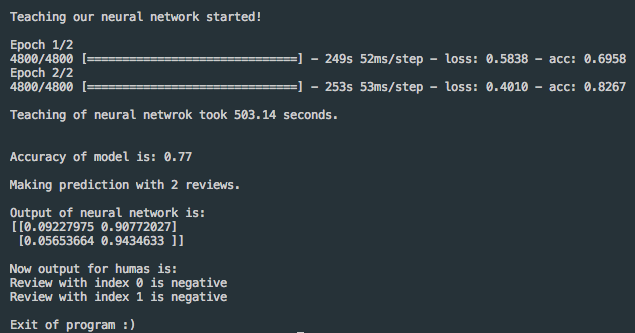 Teaching our neural network started!
Epoch 1/2
4800/4800 [==============================] - 249s 52ms/step - loss: 0.5838 - acc: 0.6958
Epoch 2/2
4800/4800 [==============================] - 253s 53ms/step - loss: 0.4010 - acc: 0.8267
Teaching of neural netwrok took 503.14 seconds.
Accuracy of model is: 0.77
Making prediction with 2 reviews.
Output of neural network is:
[[0.09227975 0.90772027]
 [0.05653664 0.9434633 ]]
Now output for humas is:
Review with index 0 is negative
Review with index 1 is negative
Exit of program :)